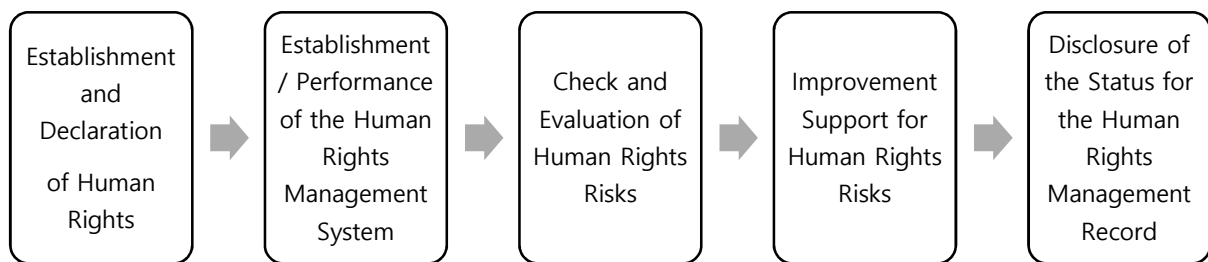 Establishment
and
Declaration
of Human
Rights
Establishment
/ Performance
of the Human
Rights
Management
System
Check and
Evaluation of
Human Rights
Risks
Improvement
Support for
Human Rights
Risks
Disclosure of
the Status for
the Human
Rights
Management
Record